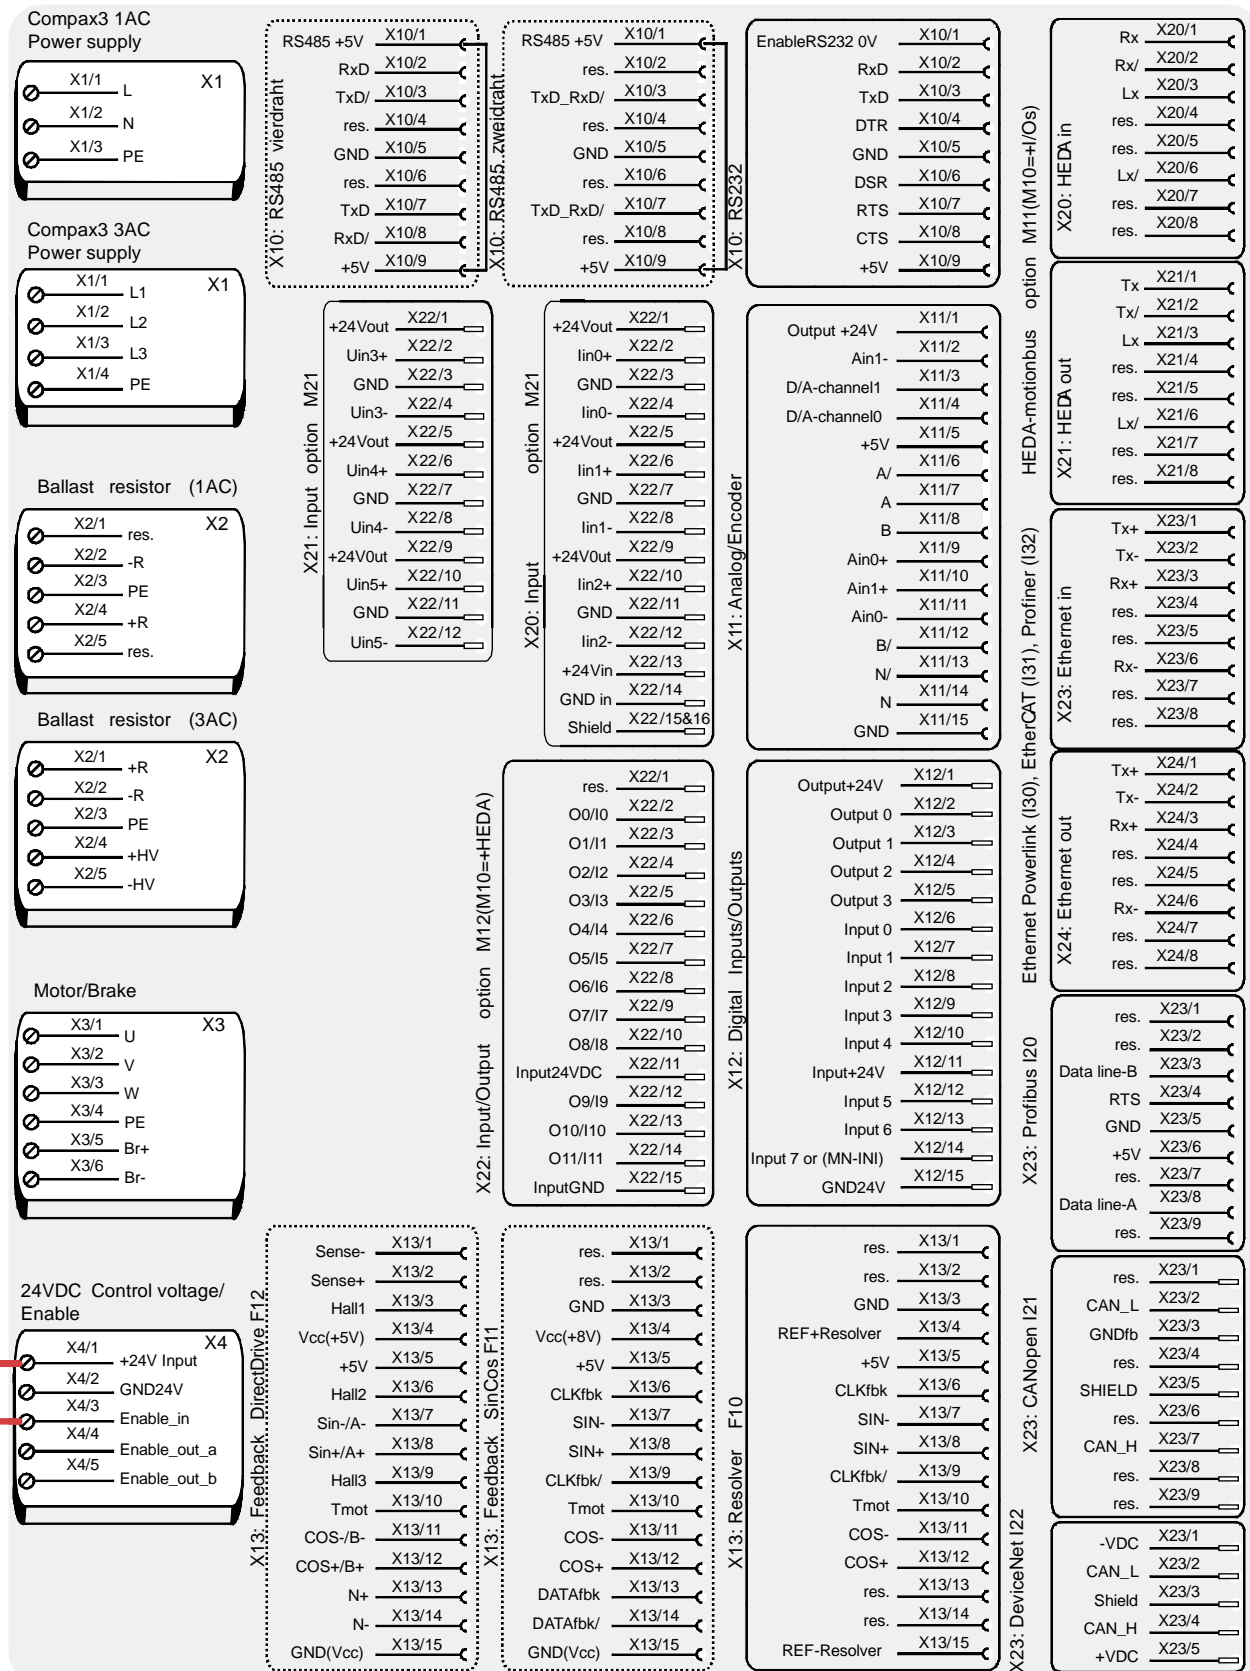 Compax3 1AC
Power supply
X1
X1/1 L
X1/2 N
X1/3 PE
Compax3 3AC
Power supply
X1
X1/1 L1
X1/2 L2
X1/3 L3
X1/4 PE
Ballast resistor (1AC)
X2
X2/1 res.
X2/2 -R
X2/3 PE
X2/4 +R
X2/5 res.
Ballast resistor (3AC)
X2
X2/1 +R
X2/2 -R
X2/3 PE
X2/4 +HV
X2/5 -HV
Motor/Brake
X3
X3/1 U
X3/2 V
X3/3 W
X3/4 PE
X3/5 Br+
X3/6 Br-
24VDC Control voltage/
Enable
X4
X4/1 +24V Input
X4/2 GND24V
X4/3 Enable_in
X4/4 Enable_out_a
X4/5 Enable_out_b
X10: RS485 vierdraht
RS485 +5V X10/1
RxD X10/2
TxD/ X10/3
res. X10/4
GND X10/5
res. X10/6
TxD X10/7
RxD/ X10/8
+5V X10/9
X10: RS485 zweidraht
RS485 +5V X10/1
res. X10/2
TxD_RxD/ X10/3
res. X10/4
GND X10/5
res. X10/6
TxD_RxD/ X10/7
res. X10/8
+5V X10/9
X10: RS232
EnableRS232 0V X10/1
RxD X10/2
TxD X10/3
DTR X10/4
GND X10/5
DSR X10/6
RTS X10/7
CTS X10/8
+5V X10/9
X21: Input option M21
+24Vout X22/1
Uin3+ X22/2
GND X22/3
Uin3- X22/4
+24Vout X22/5
Uin4+ X22/6
GND X22/7
Uin4- X22/8
+24V0ut X22/9
Uin5+ X22/10
GND X22/11
Uin5- X22/12
X20: Input option M21
+24Vout X22/1
Iin0+ X22/2
GND X22/3
Iin0- X22/4
+24Vout X22/5
Iin1+ X22/6
GND X22/7
Iin1- X22/8
+24V0ut X22/9
Iin2+ X22/10
GND X22/11
Iin2- X22/12
+24Vin X22/13
GND in X22/14
Shield X22/15&16
X11: Analog/Encoder
Output +24V X11/1
Ain1- X11/2
D/A-channel1 X11/3
D/A-channel0 X11/4
+5V X11/5
A/ X11/6
A X11/7
B X11/8
Ain0+ X11/9
Ain1+ X11/10
Ain0- X11/11
B/ X11/12
N/ X11/13
N X11/14
GND X11/15
X22: Input/Output option M12(M10=+HEDA)
res. X22/1
O0/I0 X22/2
O1/I1 X22/3
O2/I2 X22/4
O3/I3 X22/5
O4/I4 X22/6
O5/I5 X22/7
O6/I6 X22/8
O7/I7 X22/9
O8/I8 X22/10
Input24VDC X22/11
O9/I9 X22/12
O10/I10 X22/13
O11/I11 X22/14
InputGND X22/15
X12: Digital Inputs/Outputs
Output+24V X12/1
Output 0 X12/2
Output 1 X12/3
Output 2 X12/4
Output 3 X12/5
Input 0 X12/6
Input 1 X12/7
Input 2 X12/8
Input 3 X12/9
Input 4 X12/10
Input+24V X12/11
Input 5 X12/12
Input 6 X12/13
Input 7 or (MN-INI) X12/14
GND24V X12/15
X13: Feedback DirectDrive F12
Sense- X13/1
Sense+ X13/2
Hall1 X13/3
Vcc(+5V) X13/4
+5V X13/5
Hall2 X13/6
Sin-/A- X13/7
Sin+/A+ X13/8
Hall3 X13/9
Tmot X13/10
COS-/B- X13/11
COS+/B+ X13/12
N+ X13/13
N- X13/14
GND(Vcc) X13/15
X13: Feedback SinCos F11
res. X13/1
res. X13/2
GND X13/3
Vcc(+8V) X13/4
+5V X13/5
CLKfbk X13/6
SIN- X13/7
SIN+ X13/8
CLKfbk/ X13/9
Tmot X13/10
COS- X13/11
COS+ X13/12
DATAfbk X13/13
DATAfbk/ X13/14
GND(Vcc) X13/15
X13: Resolver F10
res. X13/1
res. X13/2
GND X13/3
REF+Resolver X13/4
+5V X13/5
CLKfbk X13/6
SIN- X13/7
SIN+ X13/8
CLKfbk/ X13/9
Tmot X13/10
COS- X13/11
COS+ X13/12
res. X13/13
res. X13/14
REF-Resolver X13/15
HEDA-motionbus option M11(M10=+I/Os)
X20: HEDA in
Rx X20/1
Rx/ X20/2
Lx X20/3
res. X20/4
res. X20/5
Lx/ X20/6
res. X20/7
res. X20/8
X21: HEDA out
Tx X21/1
Tx/ X21/2
Lx X21/3
res. X21/4
res. X21/5
Lx/ X21/6
res. X21/7
res. X21/8
Ethernet Powerlink (I30), EtherCAT (I31), Profiner (I32)
X23: Ethernet in
Tx+ X23/1
Tx- X23/2
Rx+ X23/3
res. X23/4
res. X23/5
Rx- X23/6
res. X23/7
res. X23/8
X24: Ethernet out
Tx+ X24/1
Tx- X24/2
Rx+ X24/3
res. X24/4
res. X24/5
Rx- X24/6
res. X24/7
res. X24/8
X23: Profibus I20
res. X23/1
res. X23/2
Data line-B X23/3
RTS X23/4
GND X23/5
+5V X23/6
res. X23/7
Data line-A X23/8
res. X23/9
X23: CANopen I21
res. X23/1
CAN_L X23/2
GNDfb X23/3
res. X23/4
SHIELD X23/5
res. X23/6
CAN_H X23/7
res. X23/8
res. X23/9
X23: DeviceNet I22
-VDC X23/1
CAN_L X23/2
Shield X23/3
CAN_H X23/4
+VDC X23/5